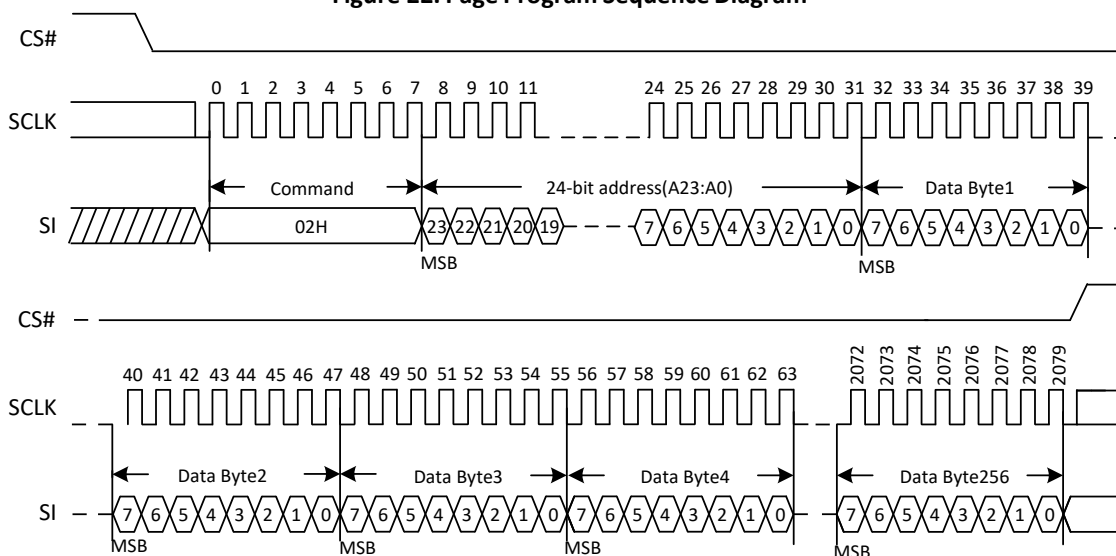 Figure 22. Page Program Sequence Diagram
CS#
0 1 2 3 4 5 6 7 8 9 10 11 24 25 26 27 28 29 30 31 32 33 34 35 36 37 38 39
SCLK
Command 24-bit address(A23:A0) Data Byte1
SI 02H 23 22 21 20 19 7 6 5 4 3 2 1 0 7 6 5 4 3 2 1 0
MSB MSB
CS#
40 41 42 43 44 45 46 47 48 49 50 51 52 53 54 55 56 57 58 59 60 61 62 63 2072 2073 2074 2075 2076 2077 2078 2079
SCLK
Data Byte2 Data Byte3 Data Byte4 Data Byte256
SI 7 6 5 4 3 2 1 0 7 6 5 4 3 2 1 0 7 6 5 4 3 2 1 0 7 6 5 4 3 2 1 0
MSB MSB MSB MSB